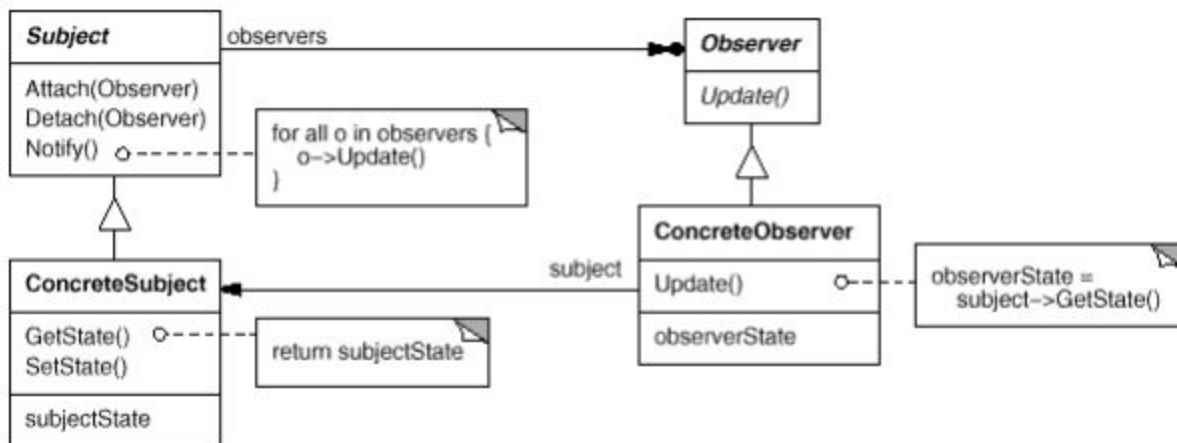 Subject
Attach(Observer)
Detach(Observer)
Notify()
observers
Observer
Update()
for all o in observers {
o->Update()
}
ConcreteSubject
GetState()
SetState()
subjectState
return subjectState
subject
ConcreteObserver
Update()
observerState
observerState =
subject->GetState()